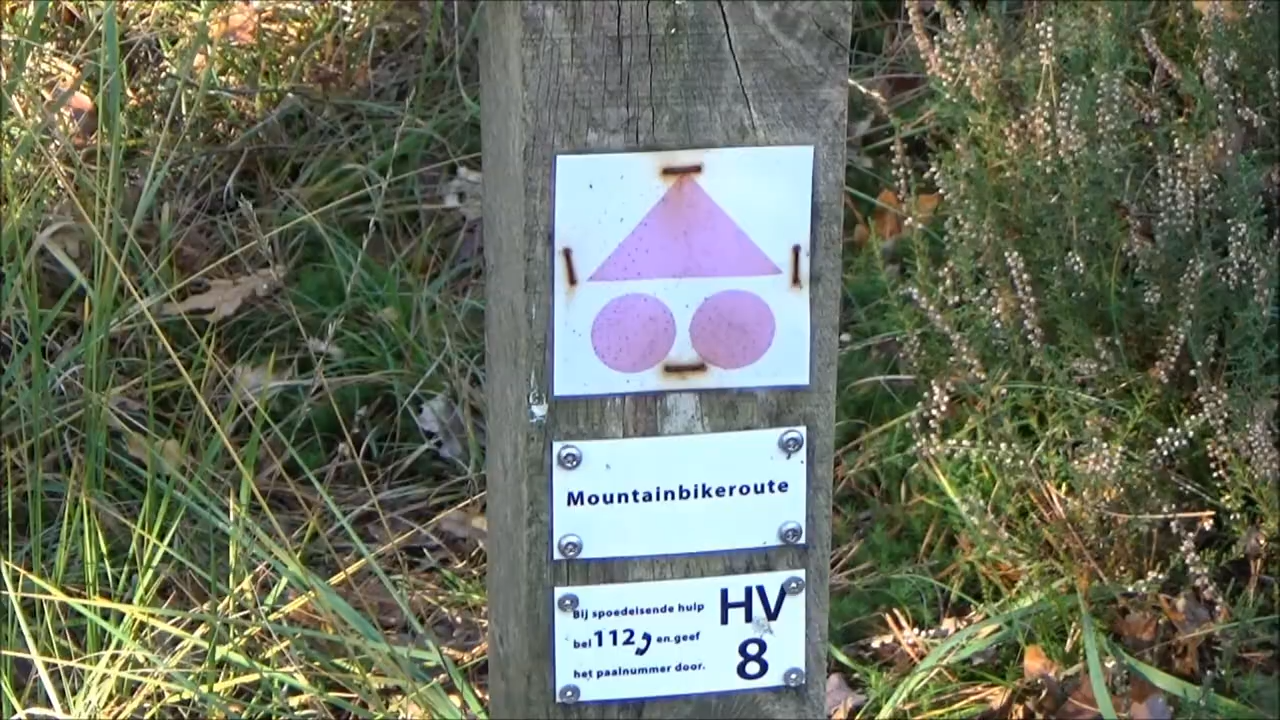 Mountainbikeroute
Bij spoedeisende hulp
bel 112 en geef
het paalnummer door.
HV
8